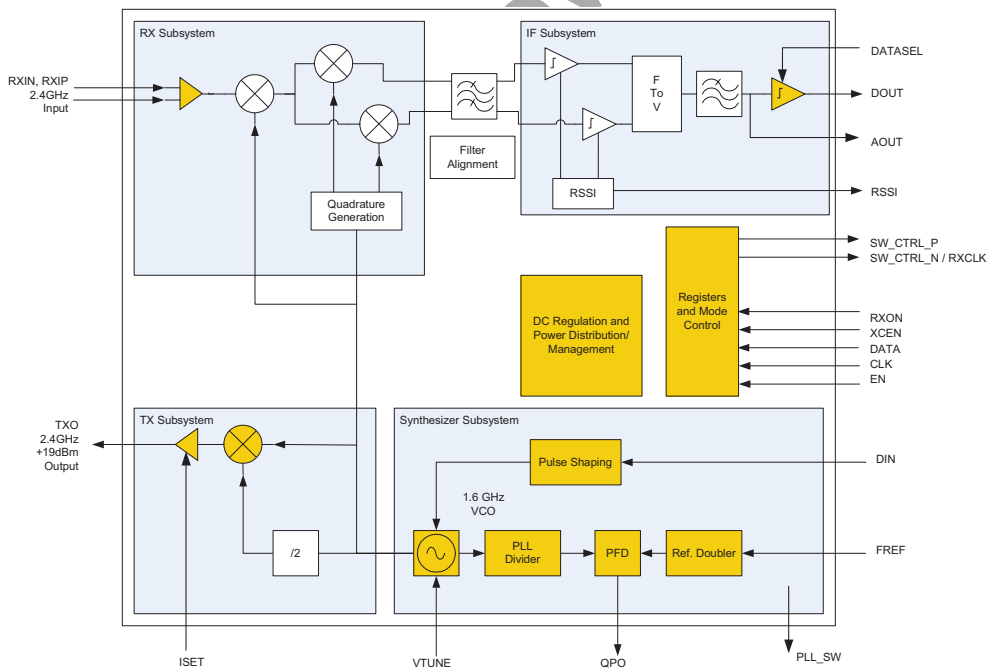 RX Subsystem
IF Subsystem
RXIN, RXIP
2.4GHz
Input
DATASEL
F
To
V
DOUT
AOUT
Filter
Alignment
RSSI
RSSI
Quadrature
Generation
SW_CTRL_P
SW_CTRL_N / RXCLK
DC Regulation and
Power Distribution/
Management
Registers
and Mode
Control
RXON
XCEN
DATA
CLK
EN
TX Subsystem
Synthesizer Subsystem
TXO
2.4GHz
+19dBm
Output
Pulse Shaping
DIN
1.6 GHz
VCO
/2
PLL
Divider
PFD
Ref. Doubler
FREF
ISET
VTUNE
QPO
PLL_SW